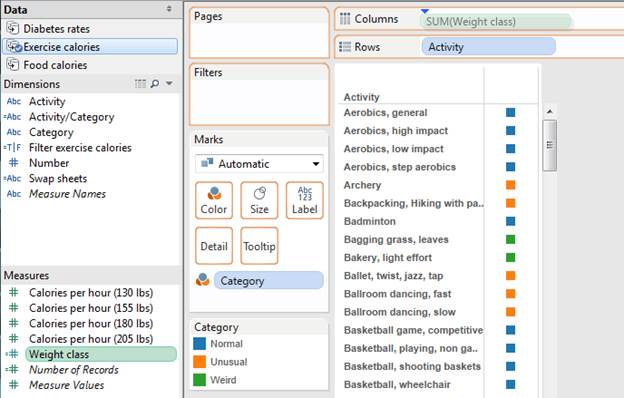 Data
Diabetes rates
Exercise calories
Food calories
Dimensions
Abc Activity
=Abc Activity/Category
Abc Category
=T|F Filter exercise calories
# Number
=Abc Swap sheets
Abc Measure Names
Measures
# Calories per hour (130 lbs)
# Calories per hour (155 lbs)
# Calories per hour (180 lbs)
# Calories per hour (205 lbs)
=# Weight class
=# Number of Records
# Measure Values
Pages
Filters
Marks
Automatic
Color
Size
Abc
123
Label
Detail
Tooltip
Category
Category
Normal
Unusual
Weird
Columns
SUM(Weight class)
Rows
Activity
Activity
Aerobics, general
Aerobics, high impact
Aerobics, low impact
Aerobics, step aerobics
Archery
Backpacking, Hiking with pa..
Badminton
Bagging grass, leaves
Bakery, light effort
Ballet, twist, jazz, tap
Ballroom dancing, fast
Ballroom dancing, slow
Basketball game, competitive
Basketball, playing, non ga..
Basketball, shooting baskets
Basketball, wheelchair